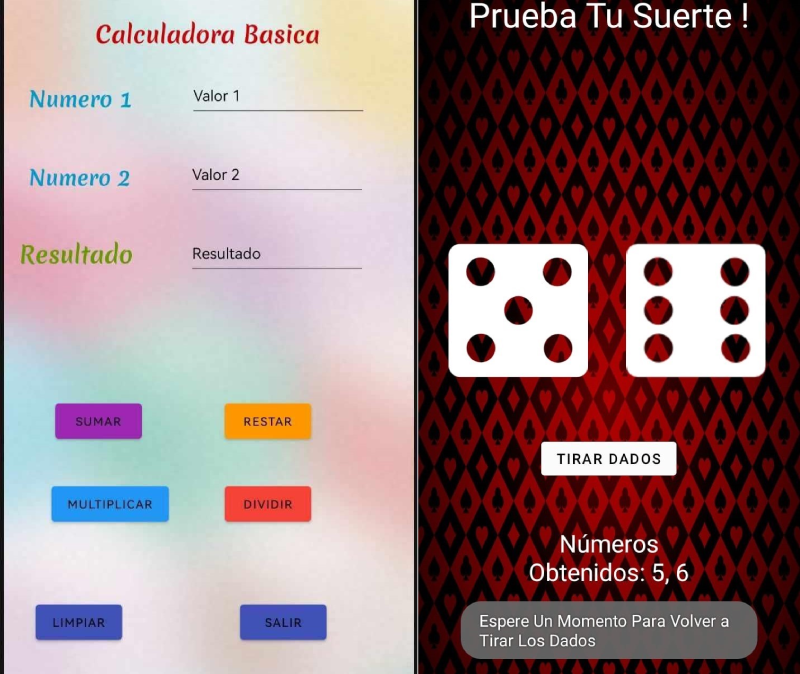 Calculadora Basica
Numero 1
Valor 1
Numero 2
Valor 2
Resultado
Resultado
SUMAR
RESTAR
MULTIPLICAR
DIVIDIR
LIMPIAR
SALIR
Prueba Tu Suerte !
TIRAR DADOS
Números
Obtenidos: 5, 6
Espere Un Momento Para Volver a
Tirar Los Dados